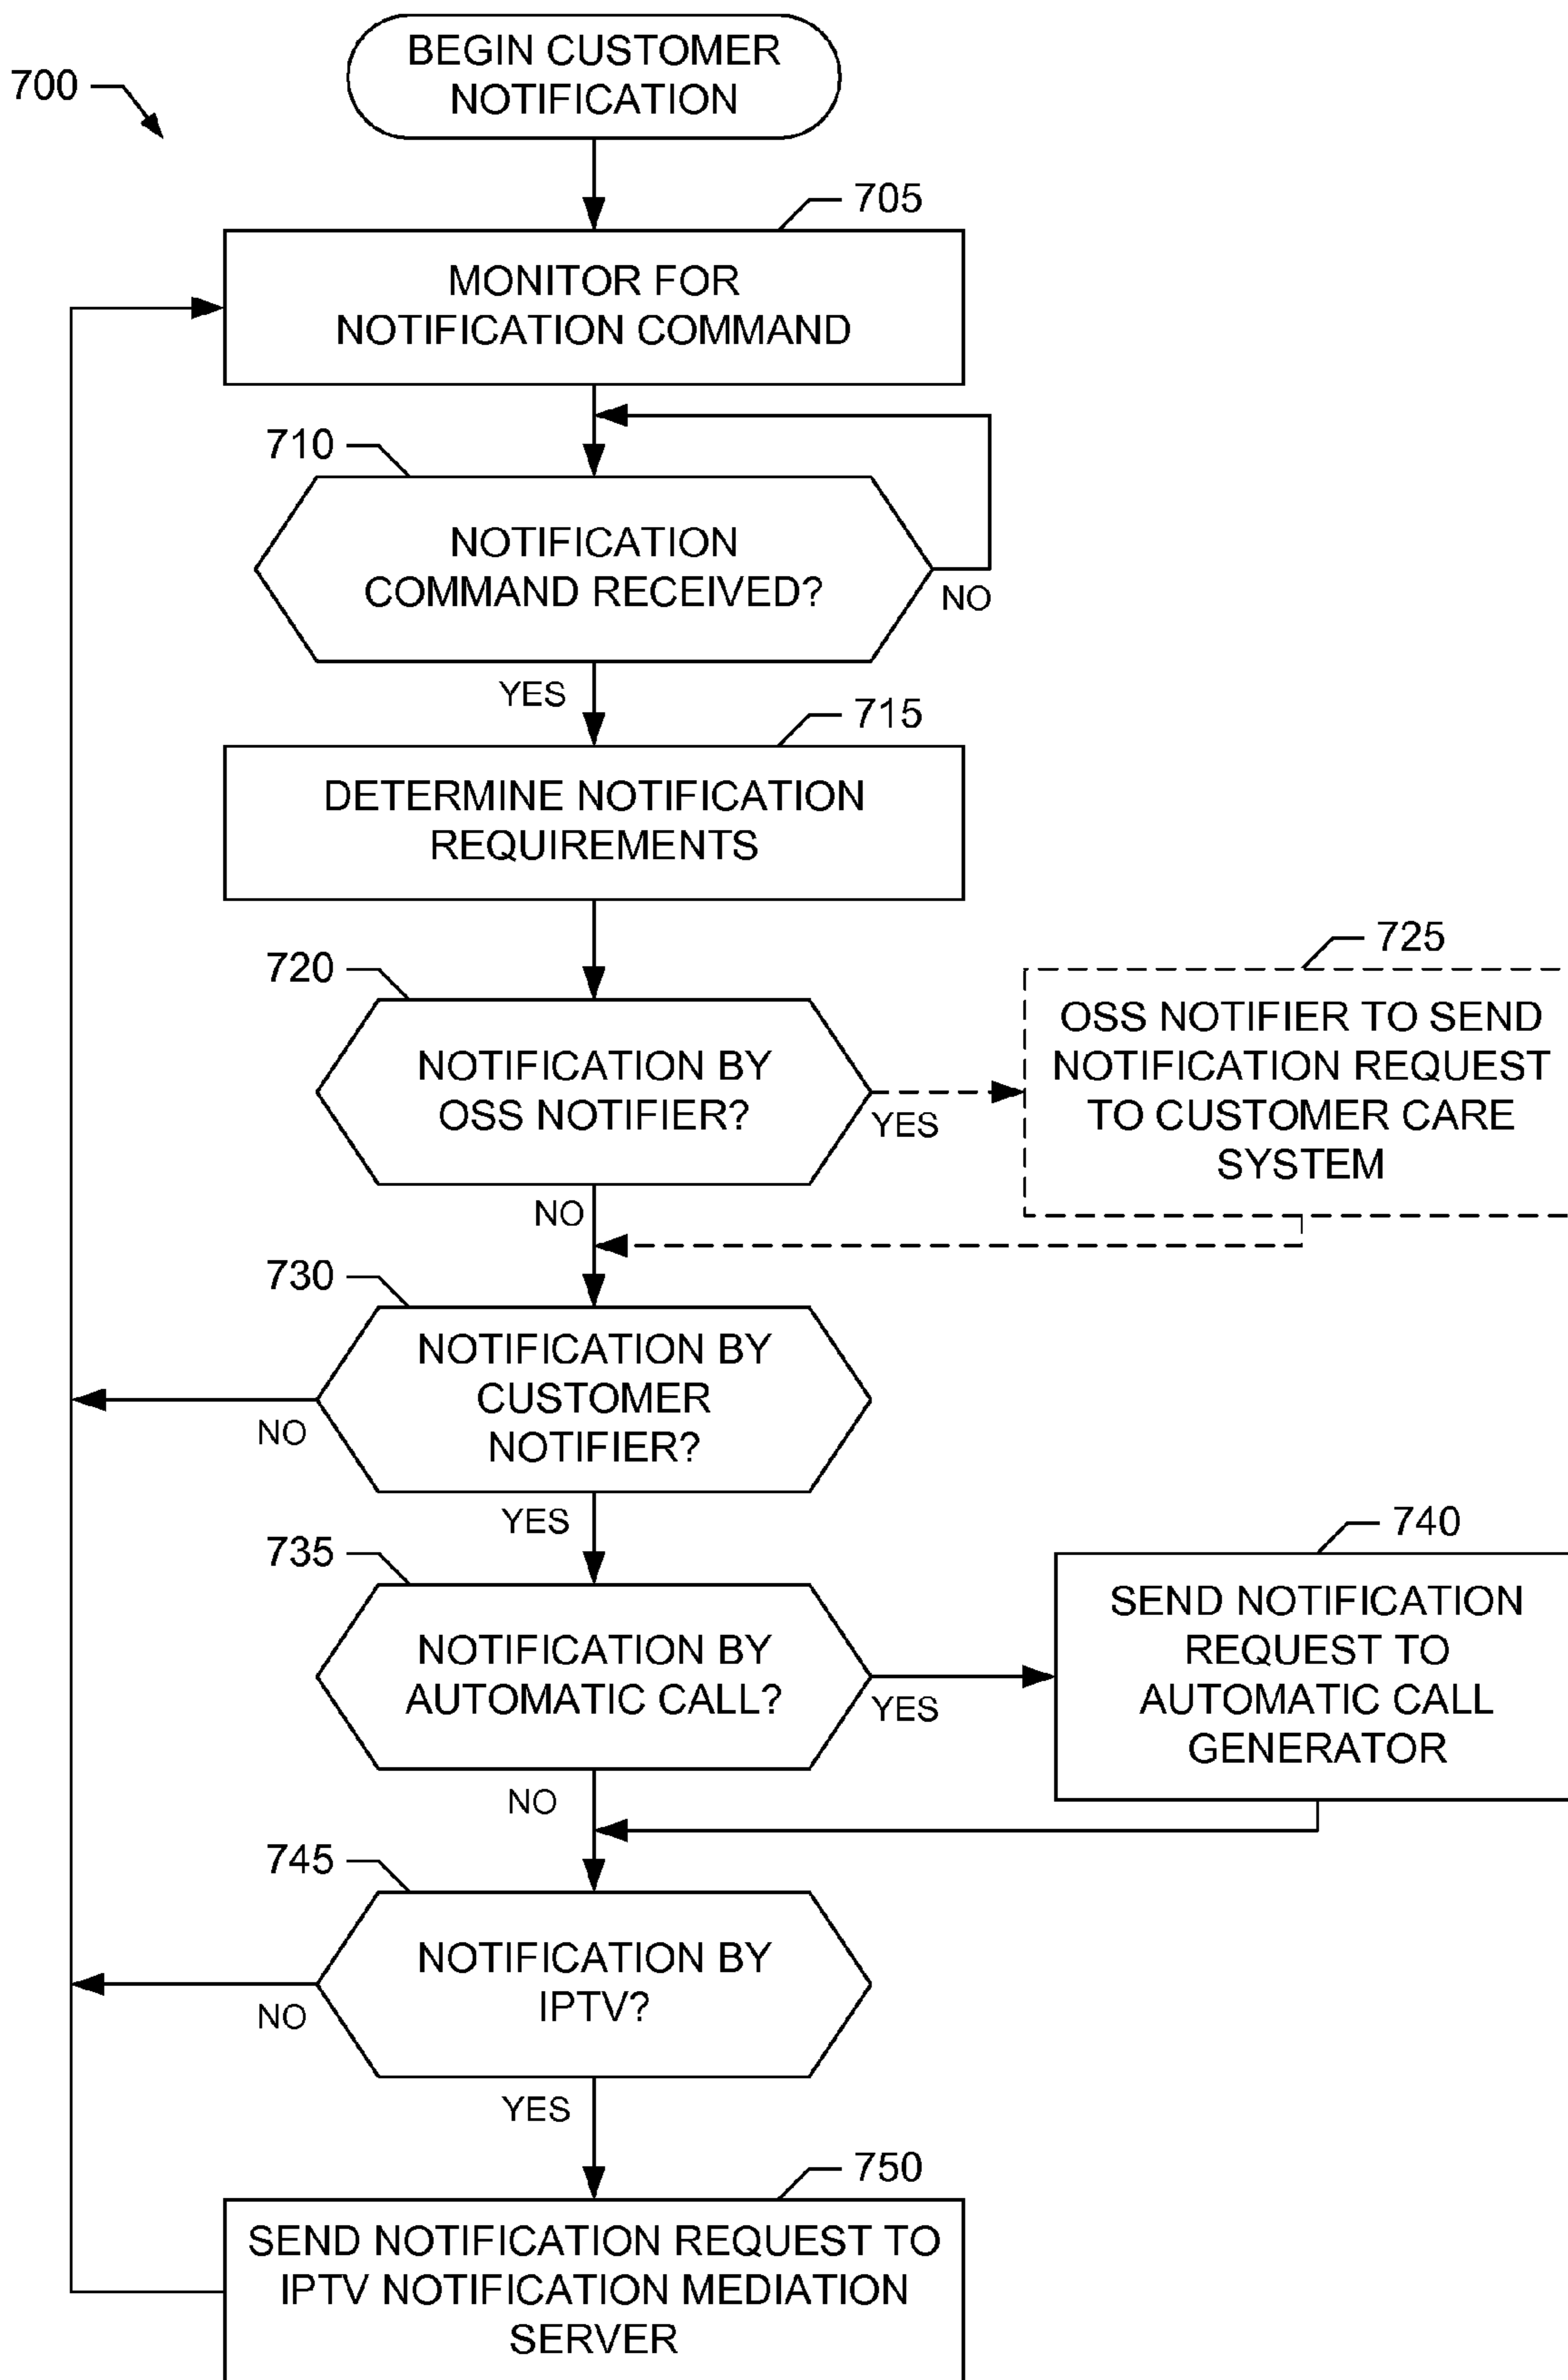 700
BEGIN CUSTOMER
NOTIFICATION
705
MONITOR FOR
NOTIFICATION COMMAND
710
NOTIFICATION
COMMAND RECEIVED?
NO
YES
715
DETERMINE NOTIFICATION
REQUIREMENTS
720
NOTIFICATION BY
OSS NOTIFIER?
YES
725
OSS NOTIFIER TO SEND
NOTIFICATION REQUEST
TO CUSTOMER CARE
SYSTEM
NO
730
NOTIFICATION BY
CUSTOMER
NOTIFIER?
NO
YES
735
NOTIFICATION BY
AUTOMATIC CALL?
YES
740
SEND NOTIFICATION
REQUEST TO
AUTOMATIC CALL
GENERATOR
NO
745
NOTIFICATION BY
IPTV?
NO
YES
750
SEND NOTIFICATION REQUEST TO
IPTV NOTIFICATION MEDIATION
SERVER